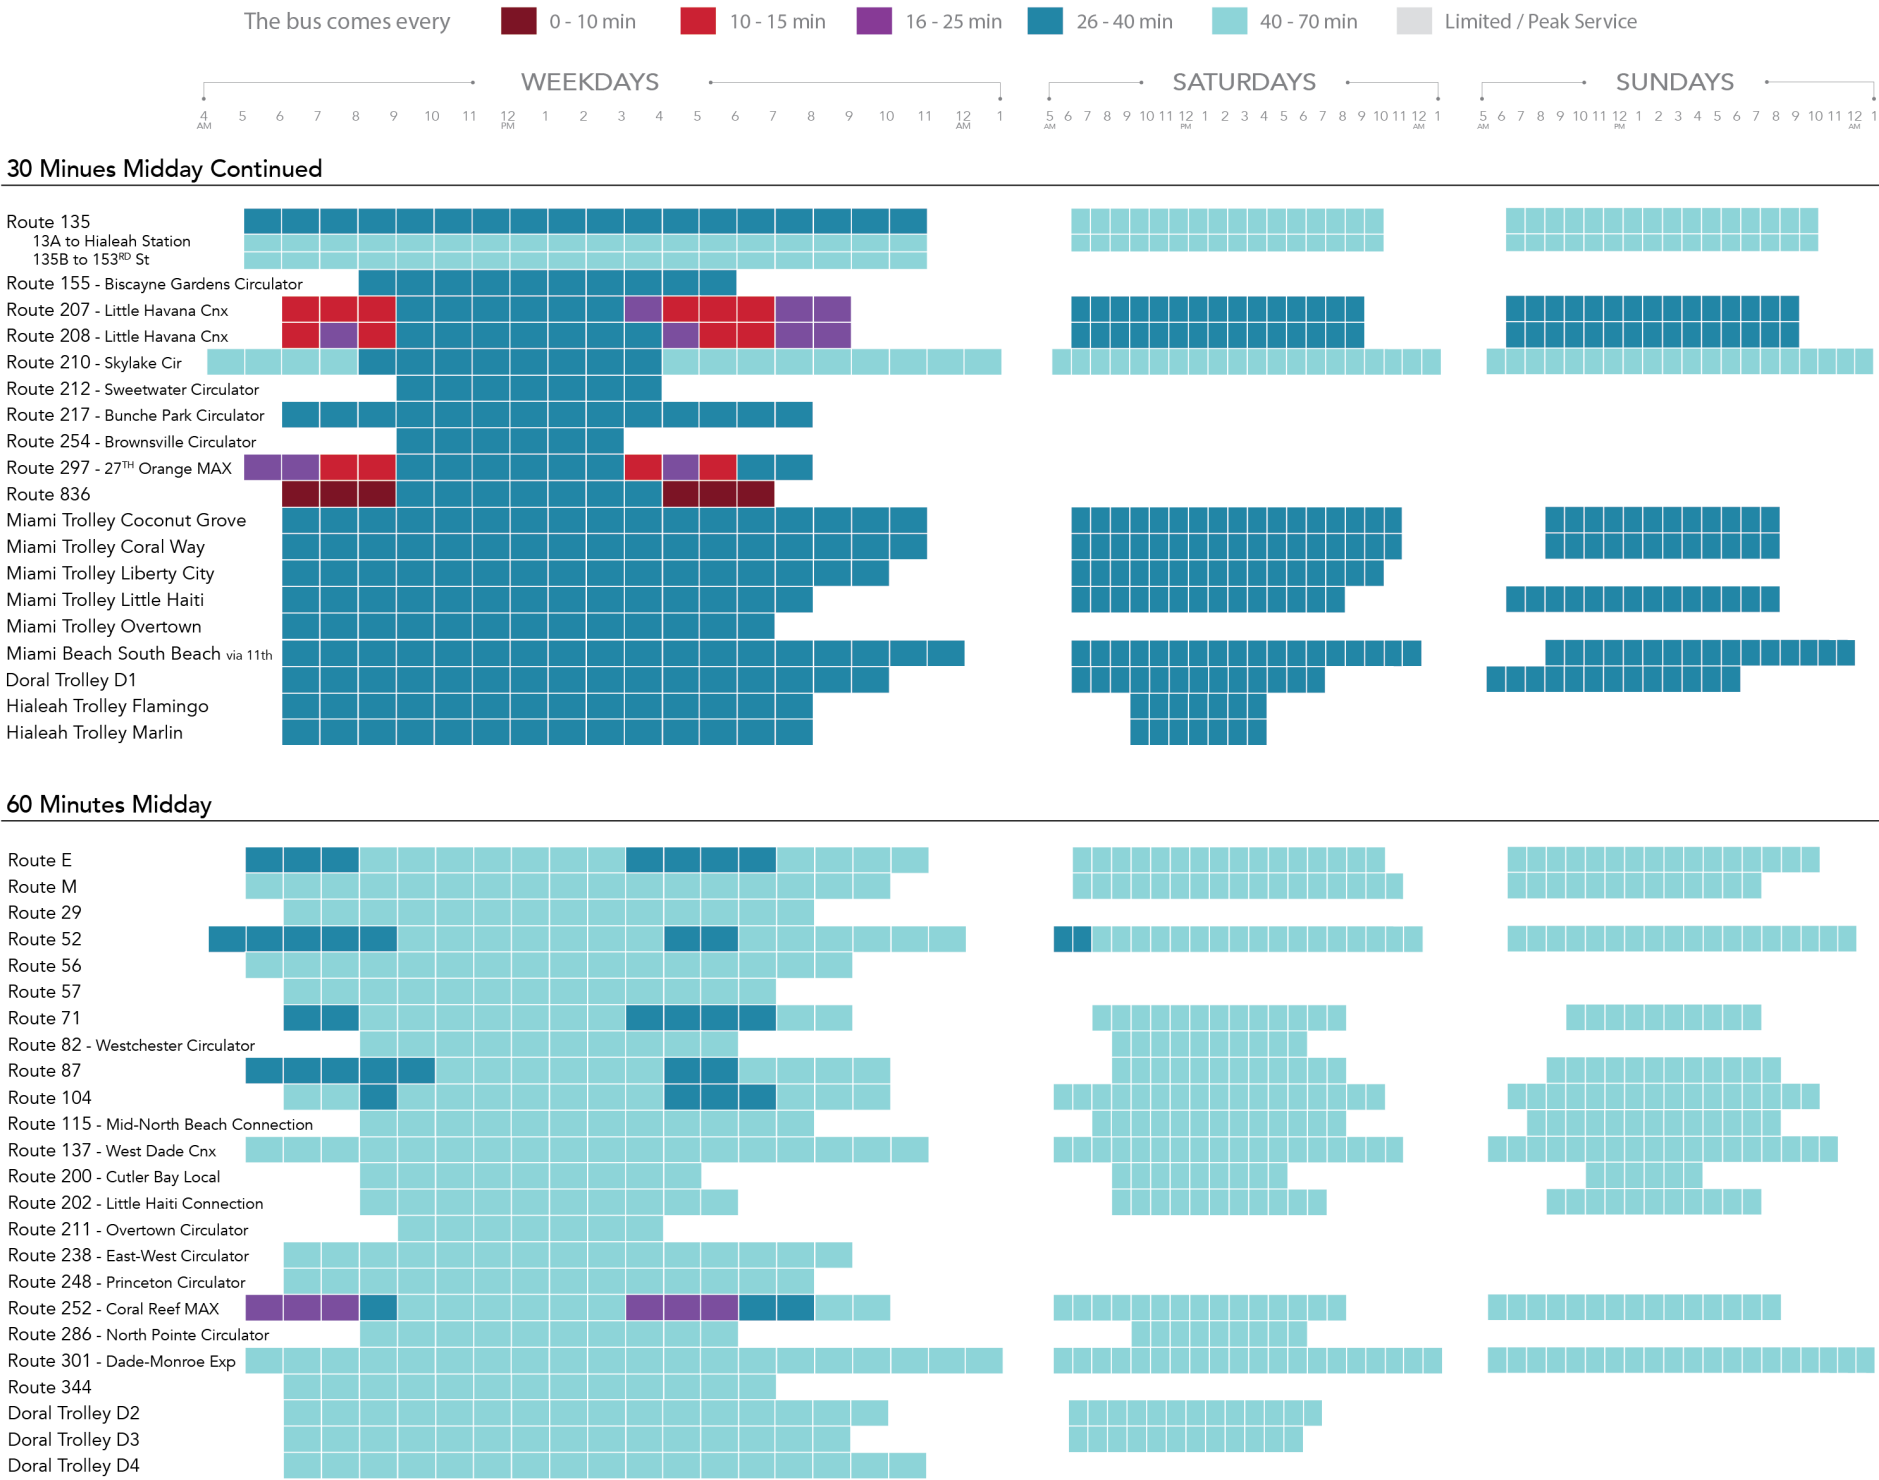 The bus comes every 0 - 10 min 10 - 15 min 16 - 25 min 26 - 40 min 40 - 70 min Limited / Peak Service
WEEKDAYS SATURDAYS SUNDAYS
4 5 6 7 8 9 10 11 12 1 2 3 4 5 6 7 8 9 10 11 12 1 5 6 7 8 9 10 11 12 1 2 3 4 5 6 7 8 9 10 11 12 1 5 6 7 8 9 10 11 12 1 2 3 4 5 6 7 8 9 10 11 12 1
AM PM AM AM PM AM AM PM AM
30 Minues Midday Continued
Route 135
13A to Hialeah Station
135B to 153RD St
Route 155 - Biscayne Gardens Circulator
Route 207 - Little Havana Cnx
Route 208 - Little Havana Cnx
Route 210 - Skylake Cir
Route 212 - Sweetwater Circulator
Route 217 - Bunche Park Circulator
Route 254 - Brownsville Circulator
Route 297 - 27TH Orange MAX
Route 836
Miami Trolley Coconut Grove
Miami Trolley Coral Way
Miami Trolley Liberty City
Miami Trolley Little Haiti
Miami Trolley Overtown
Miami Beach South Beach via 11th
Doral Trolley D1
Hialeah Trolley Flamingo
Hialeah Trolley Marlin
60 Minutes Midday
Route E
Route M
Route 29
Route 52
Route 56
Route 57
Route 71
Route 82 - Westchester Circulator
Route 87
Route 104
Route 115 - Mid-North Beach Connection
Route 137 - West Dade Cnx
Route 200 - Cutler Bay Local
Route 202 - Little Haiti Connection
Route 211 - Overtown Circulator
Route 238 - East-West Circulator
Route 248 - Princeton Circulator
Route 252 - Coral Reef MAX
Route 286 - North Pointe Circulator
Route 301 - Dade-Monroe Exp
Route 344
Doral Trolley D2
Doral Trolley D3
Doral Trolley D4